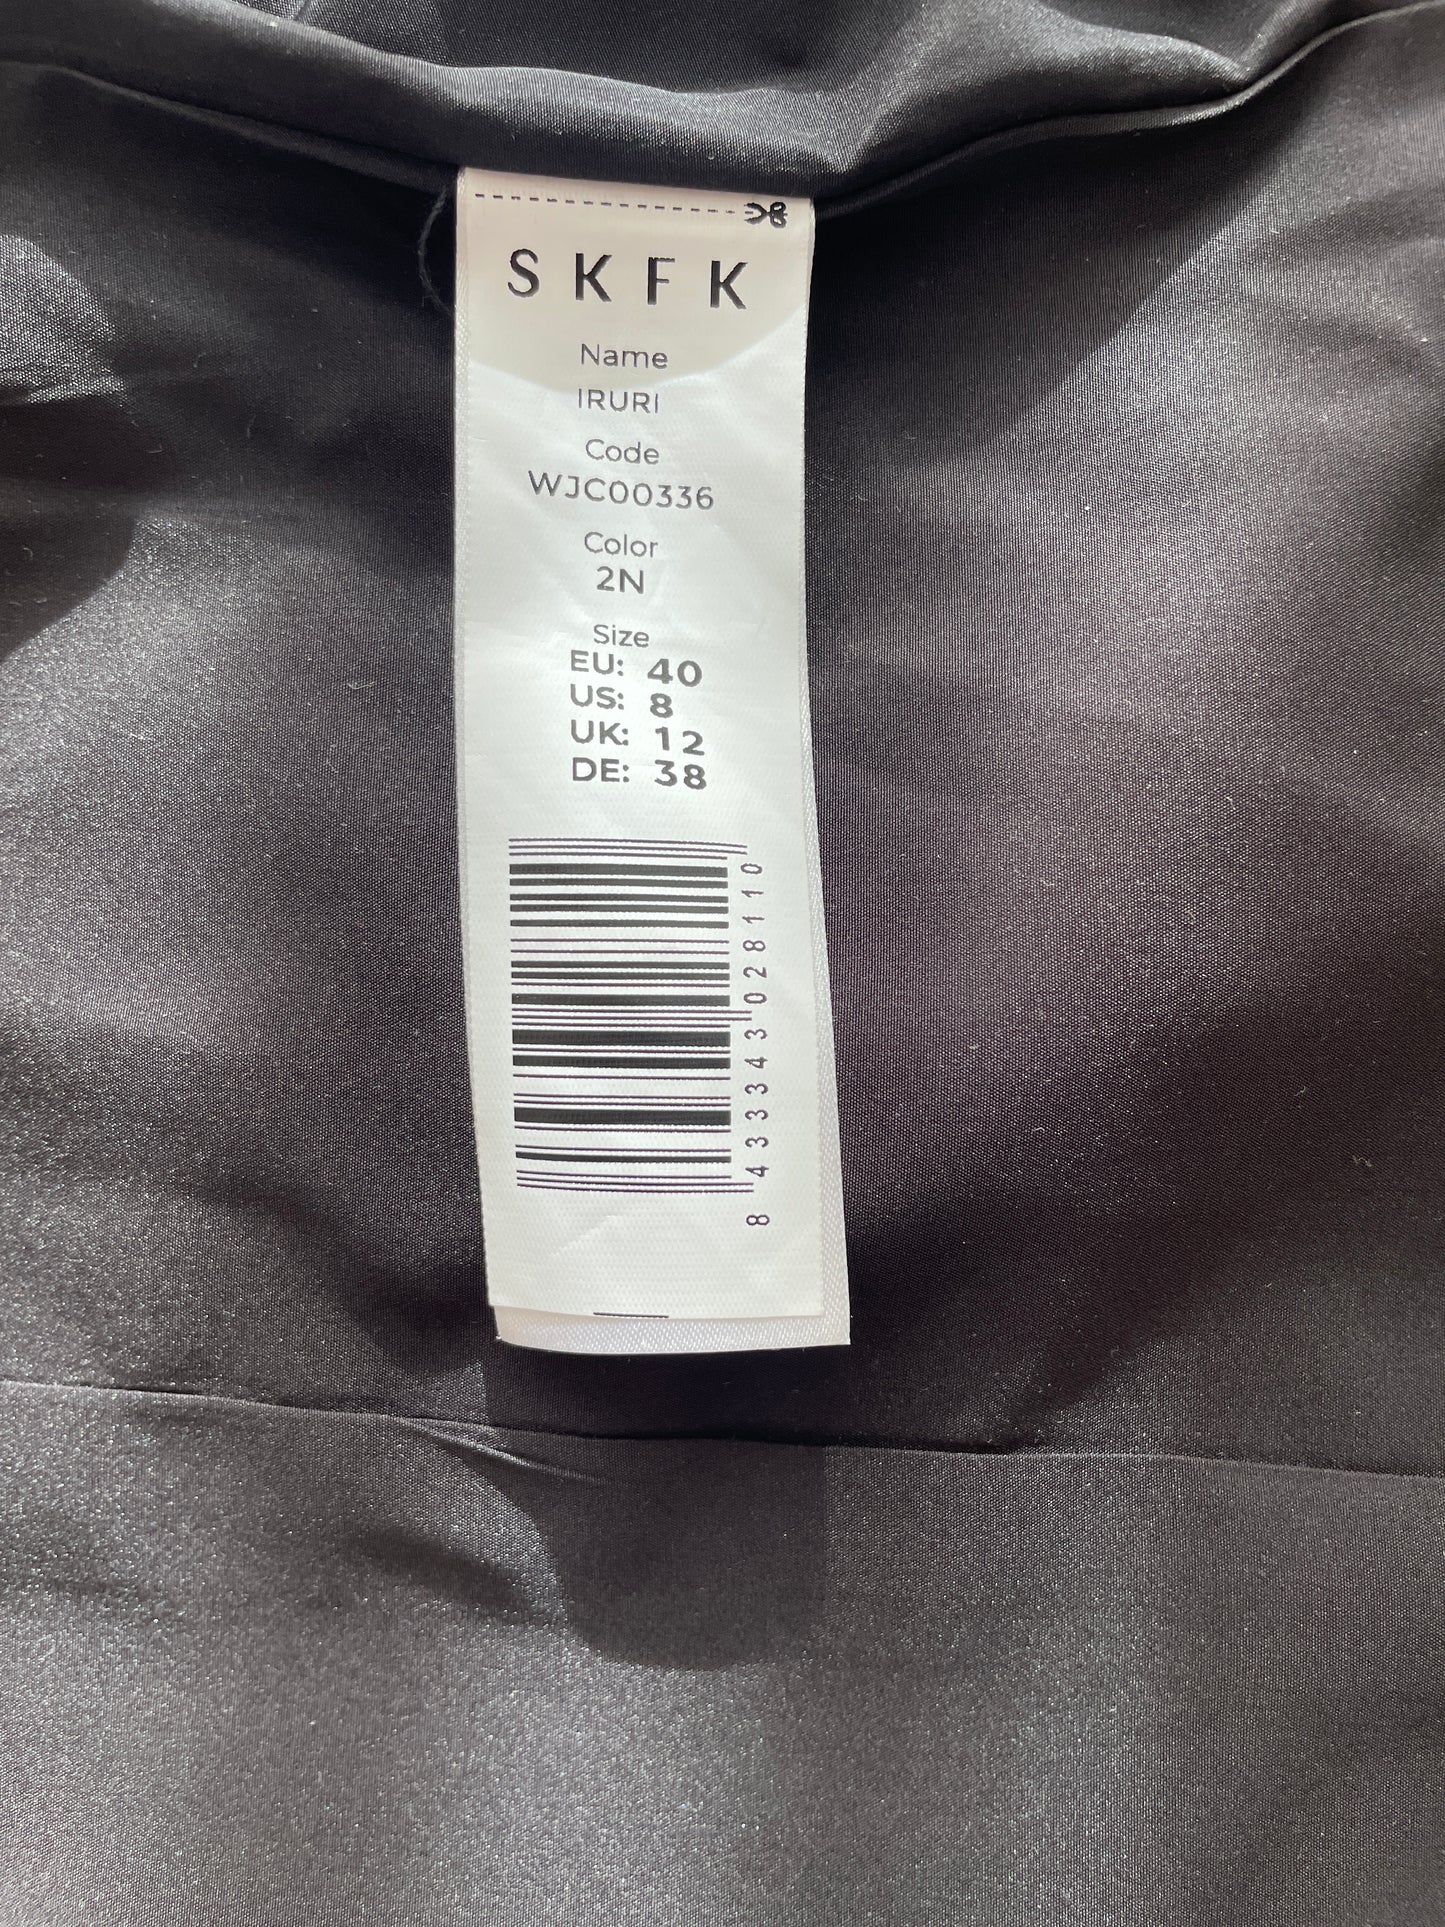 SKFK
Name
IRURI
Code
WJC00336
Color
2N
Size
EU: 40
US: 8
UK: 12
DE: 38
8 433343 028110